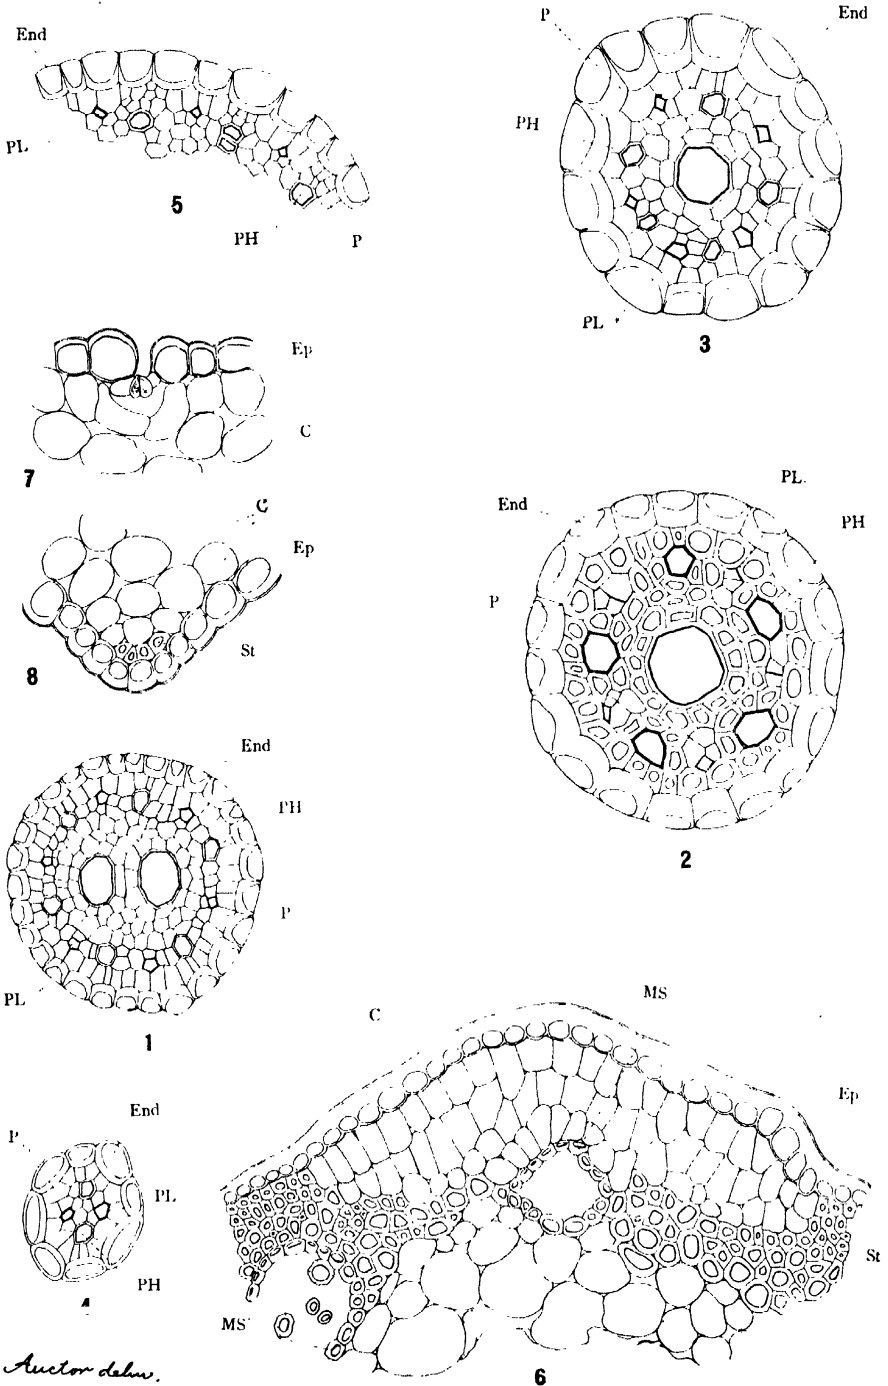 End
PL
PH
P
5
P
End
PH
PL
3
Ep
C
7
C
Ep
St
8
PL.
End
PH
P
2
End
PH
P
PL
1
MS
C
Ep
St
MS
6
End
P
PL
PH
4
Auctor delin.